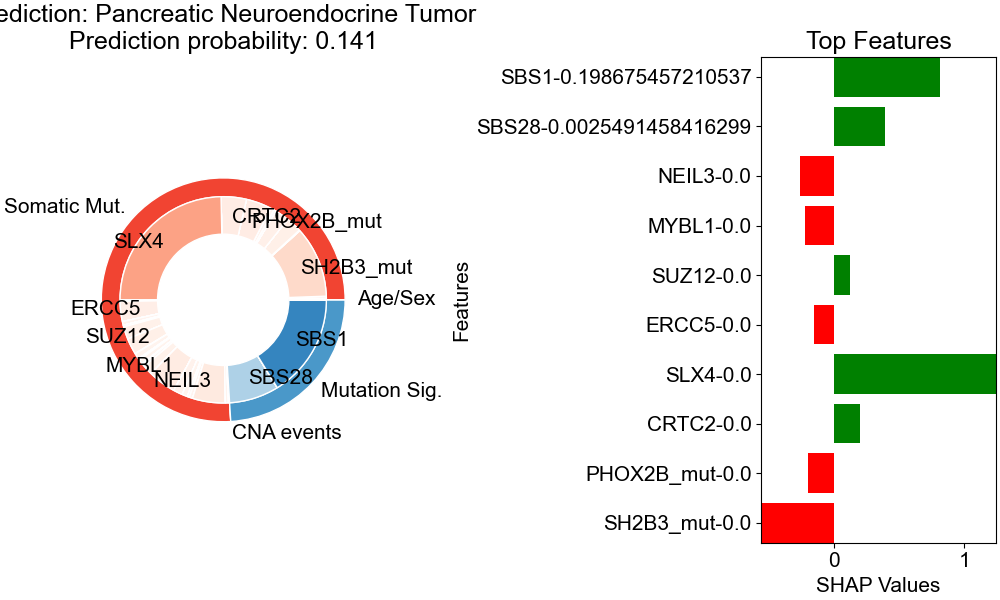 ediction: Pancreatic Neuroendocrine Tumor
Prediction probability: 0.141
Somatic Mut.
SLX4
CRTC2
PHOX2B_mut
SH2B3_mut
Age/Sex
ERCC5
SUZ12
MYBL1
NEIL3
SBS1
SBS28
Mutation Sig.
CNA events
Top Features
Features
SBS1-0.198675457210537
SBS28-0.0025491458416299
NEIL3-0.0
MYBL1-0.0
SUZ12-0.0
ERCC5-0.0
SLX4-0.0
CRTC2-0.0
PHOX2B_mut-0.0
SH2B3_mut-0.0
0 1
SHAP Values